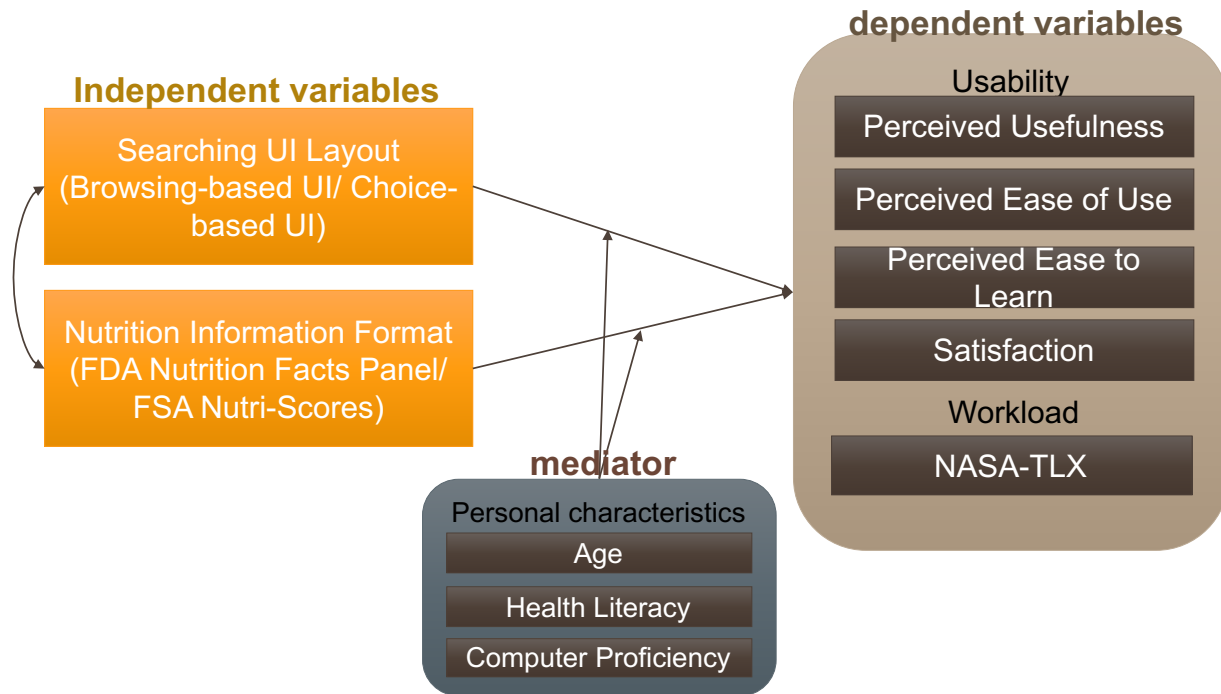 Independent variables
Searching UI Layout
(Browsing-based UI/ Choice-
based UI)
Nutrition Information Format
(FDA Nutrition Facts Panel/
FSA Nutri-Scores)
mediator
Personal characteristics
Age
Health Literacy
Computer Proficiency
dependent variables
Usability
Perceived Usefulness
Perceived Ease of Use
Perceived Ease to
Learn
Satisfaction
Workload
NASA-TLX